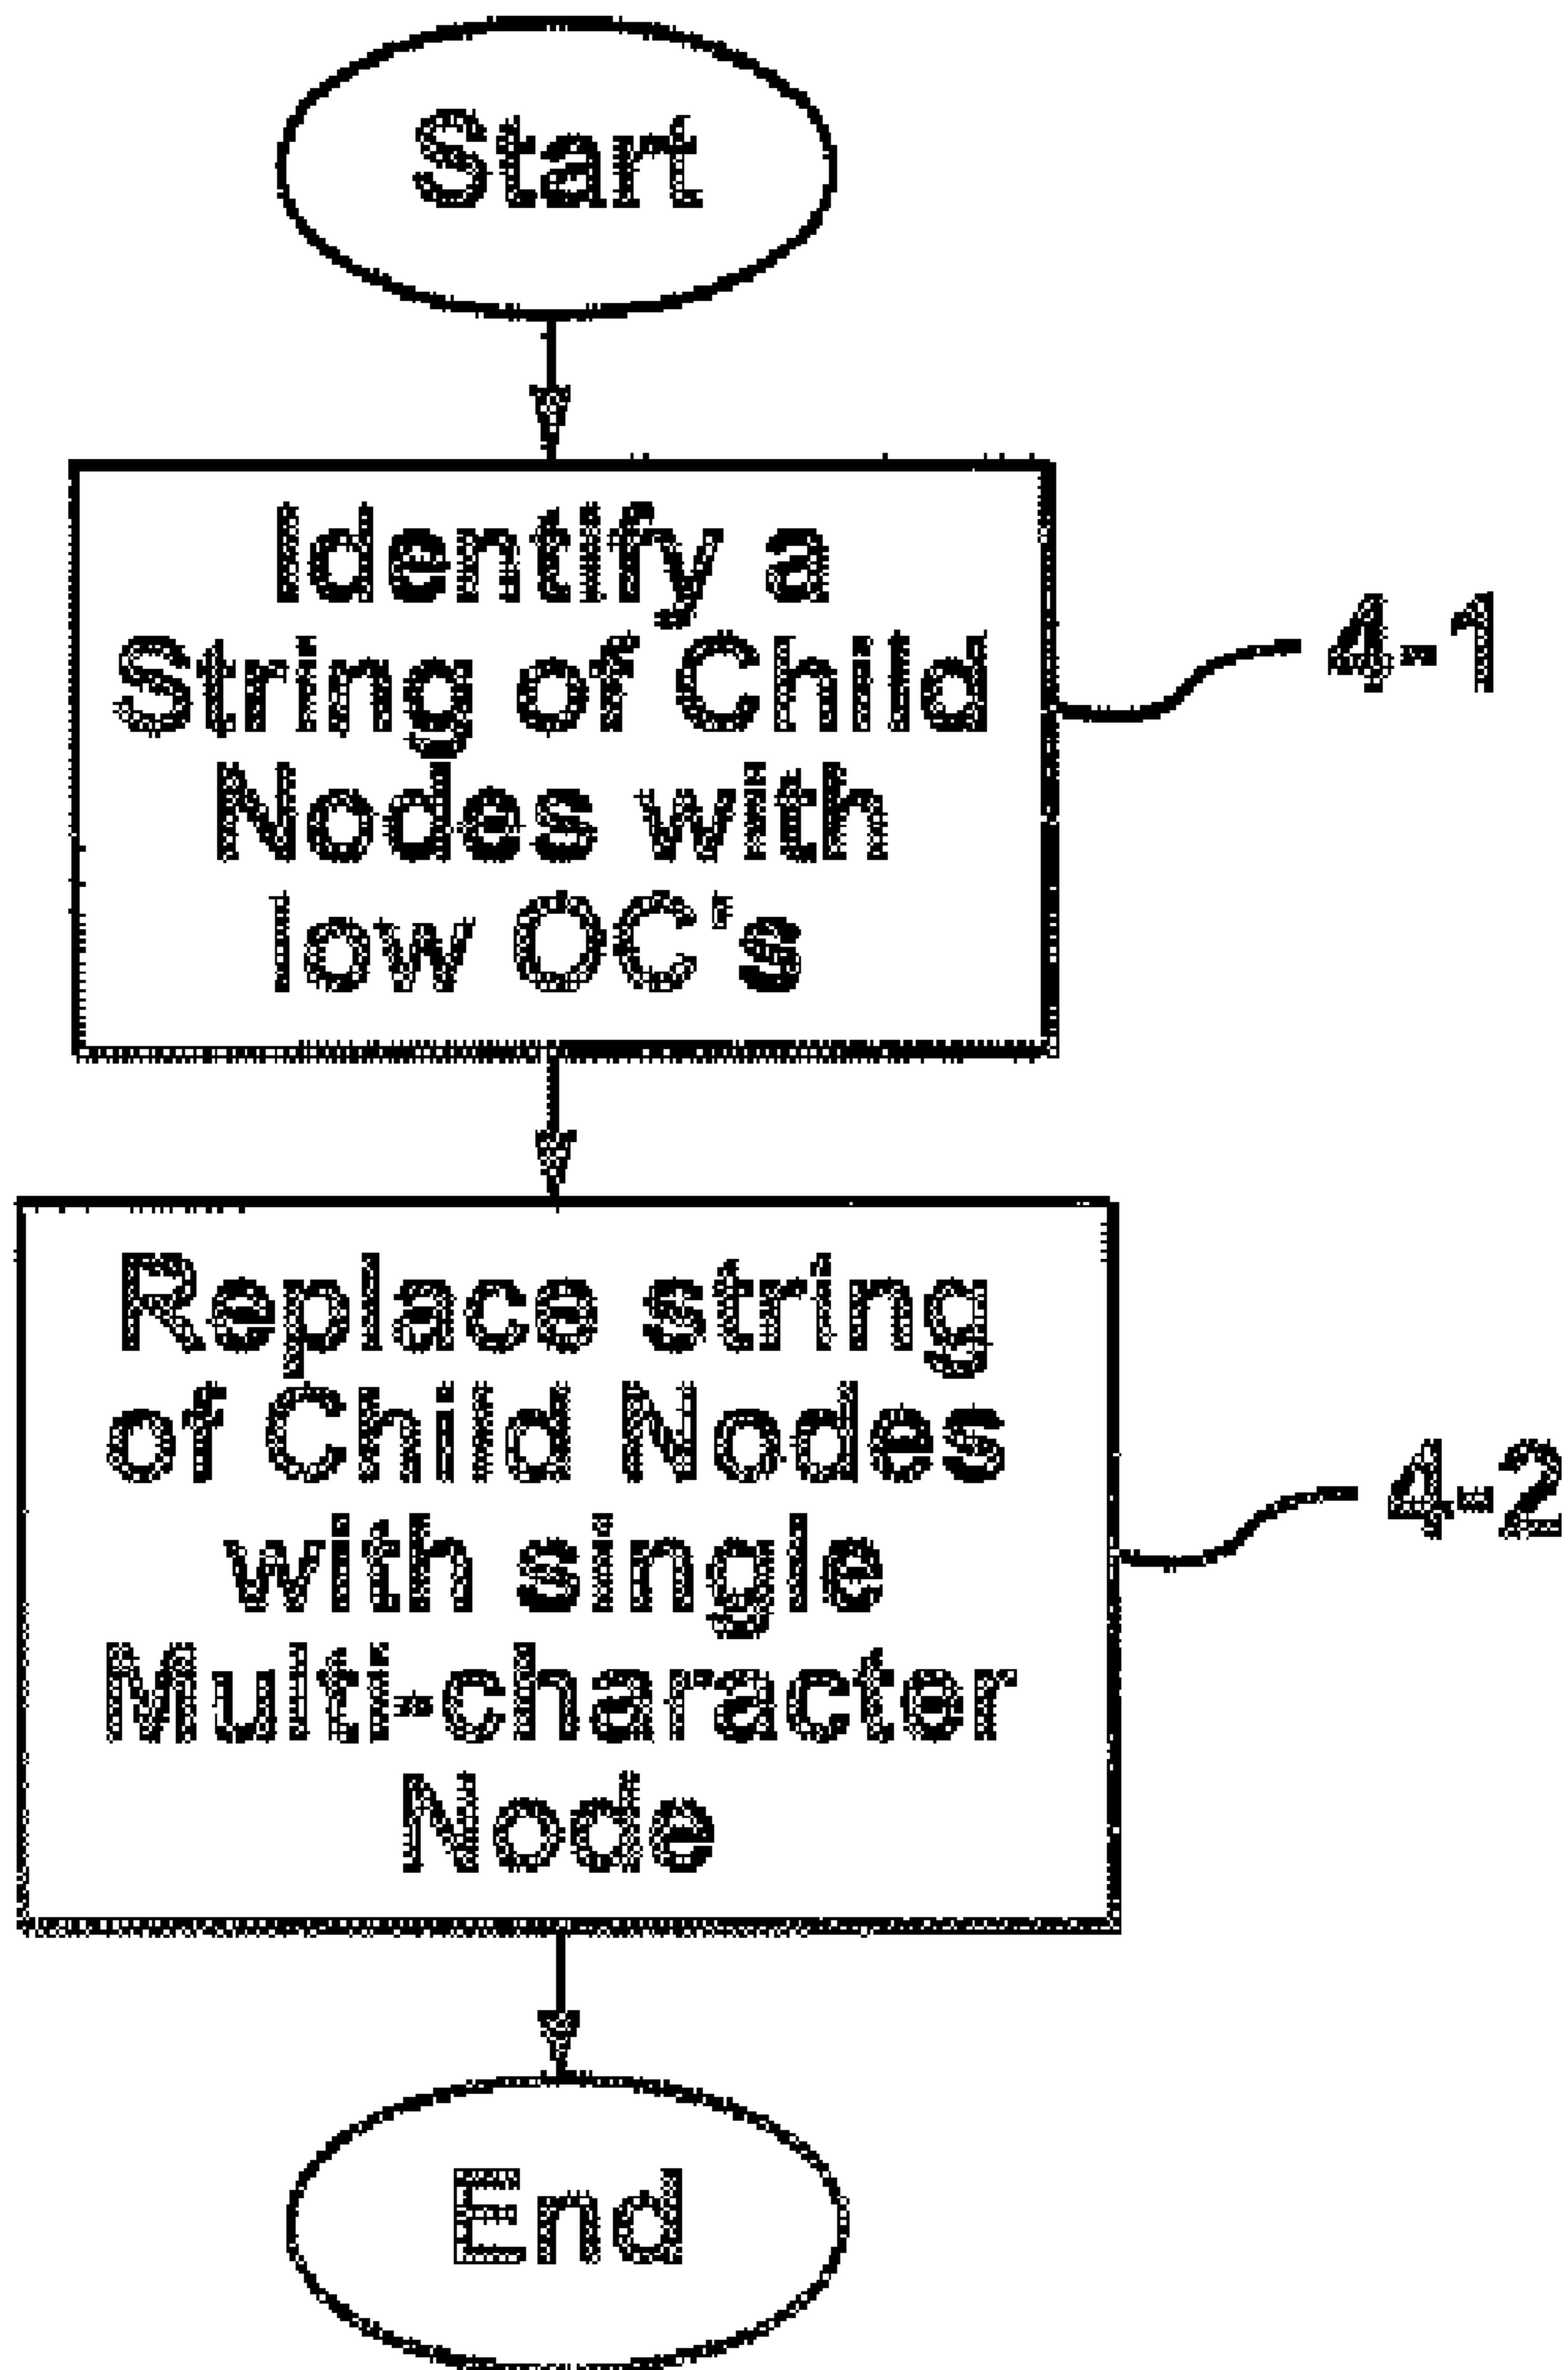 Start
Identify a
String of Child
Nodes with
low OC's
4-1
Replace string
of Child Nodes
with single
Multi-character
Node
4-2
End